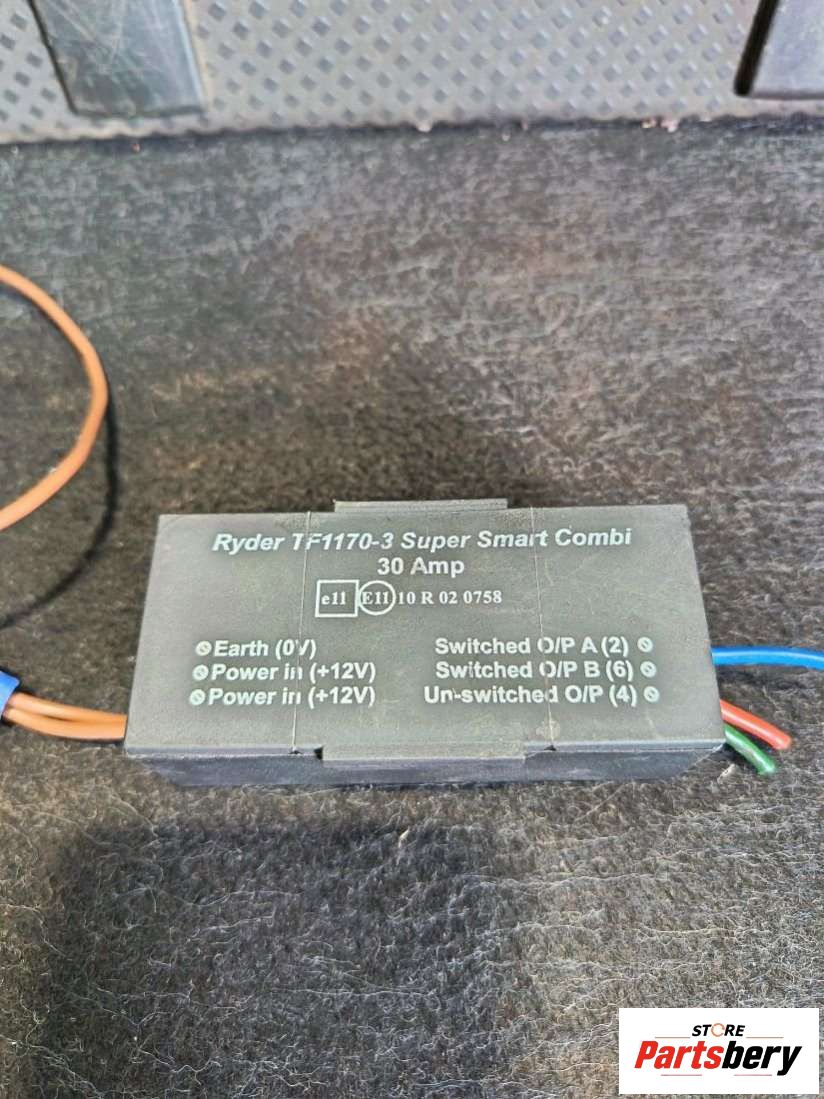 Ryder TF1170-3 Super Smart Combi
30 Amp
e11 E11 10 R 02 0758
Earth (0V)
Power in (+12V)
Power in (+12V)
Switched O/P A (2)
Switched O/P B (6)
Un-switched O/P (4)
STORE
Partsbery